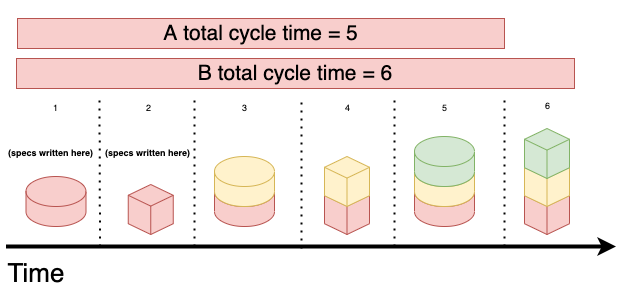 A total cycle time = 5
B total cycle time = 6
1 2 3 4 5 6
(specs written here) (specs written here)
Time